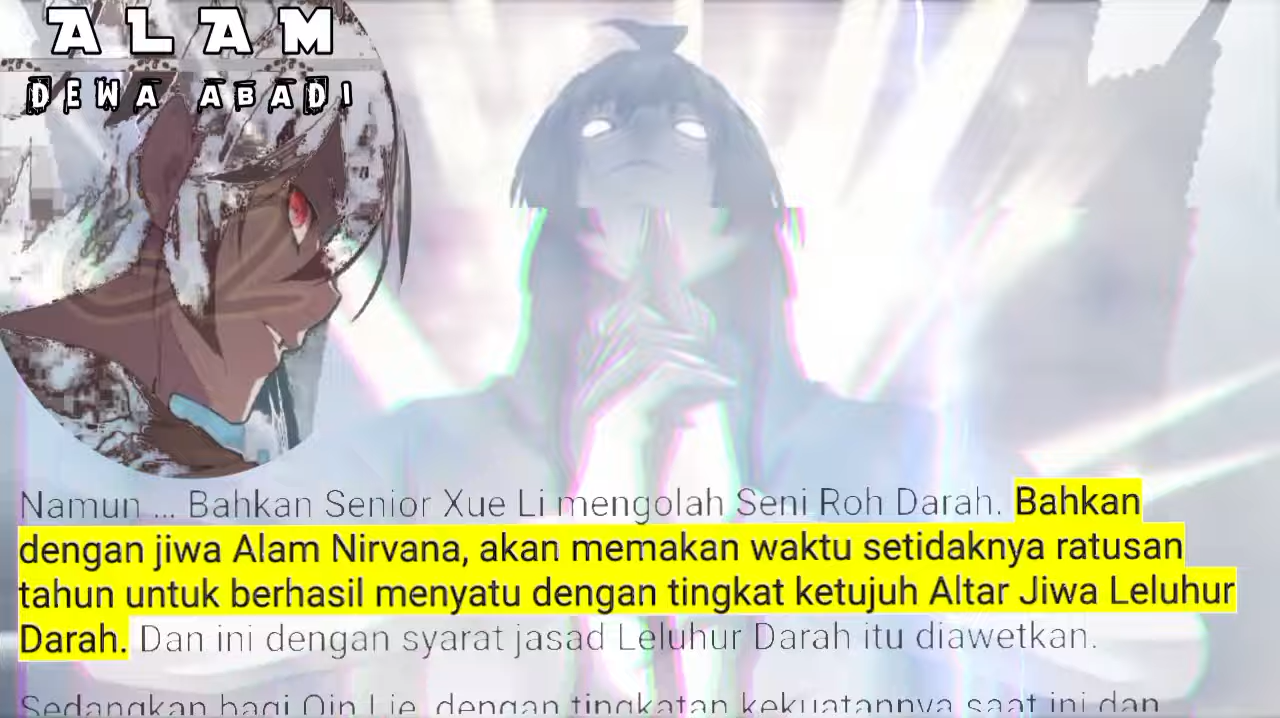 ALAM
DEWA ABADI
Namun ... Bahkan Senior Xue Li mengolah Seni Roh Darah. Bahkan
dengan jiwa Alam Nirvana, akan memakan waktu setidaknya ratusan
tahun untuk berhasil menyatu dengan tingkat ketujuh Altar Jiwa Leluhur
Darah. Dan ini dengan syarat jasad Leluhur Darah itu diawetkan.
Sedangkan bagi Qin Lie, dengan tingkatan kekuatannya saat ini dan